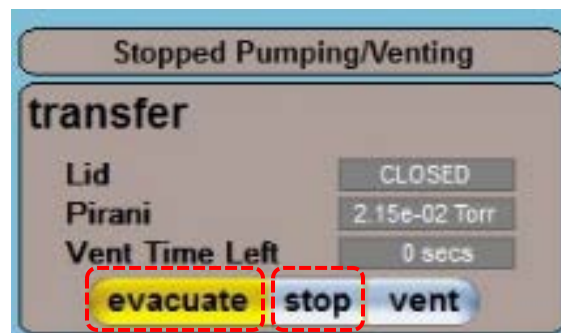 Stopped Pumping/Venting
transfer
Lid CLOSED
Pirani 2.15e-02 Torr
Vent Time Left 0 secs
evacuate stop vent